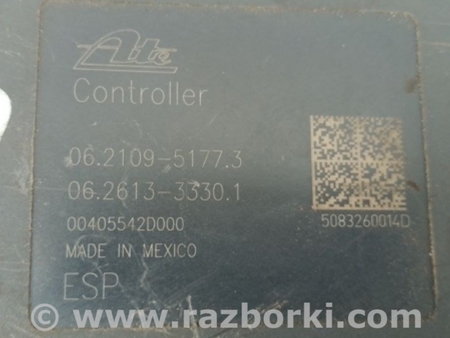 Ate
Controller
06.2109-5177.3
06.2613-3330.1
00405542D000
5083260014D
MADE IN MEXICO
ESP
www.razborki.com